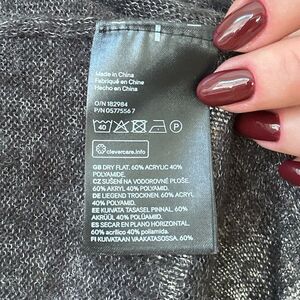 Made in China
Fabriqué en Chine
Hecho en China
O/N 182984
P/N 0577556 7
40
P
clevercare.info
GB DRY FLAT. 60% ACRYLIC 40%
POLYAMIDE,
EZ SUŠENÍ NA VODOROVNÉ PLOŠE.
60% AKRYL 40% POLYAMID.
DE LIEGEND TROCKNEN. 60% ACRYL
40% POLYAMID.
EE KUIVATA TASASEL PINNAL. 60%
AKRÜÜL 40% POLÜAMIID.
ES SECAR EN PLANO HORIZONTAL.
60% acrílico 40% poliamida.
FI KUIVATAAN VAAKATASOSSA. 60%